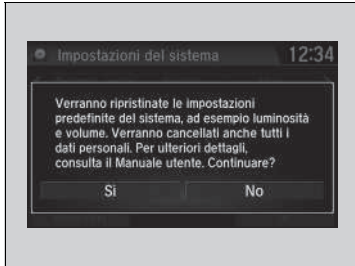 Impostazioni del sistema
12:34
Verranno ripristinate le impostazioni
predefinite del sistema, ad esempio luminosità
e volume. Verranno cancellati anche tutti i
dati personali. Per ulteriori dettagli,
consulta il Manuale utente. Continuare?
Sì
No